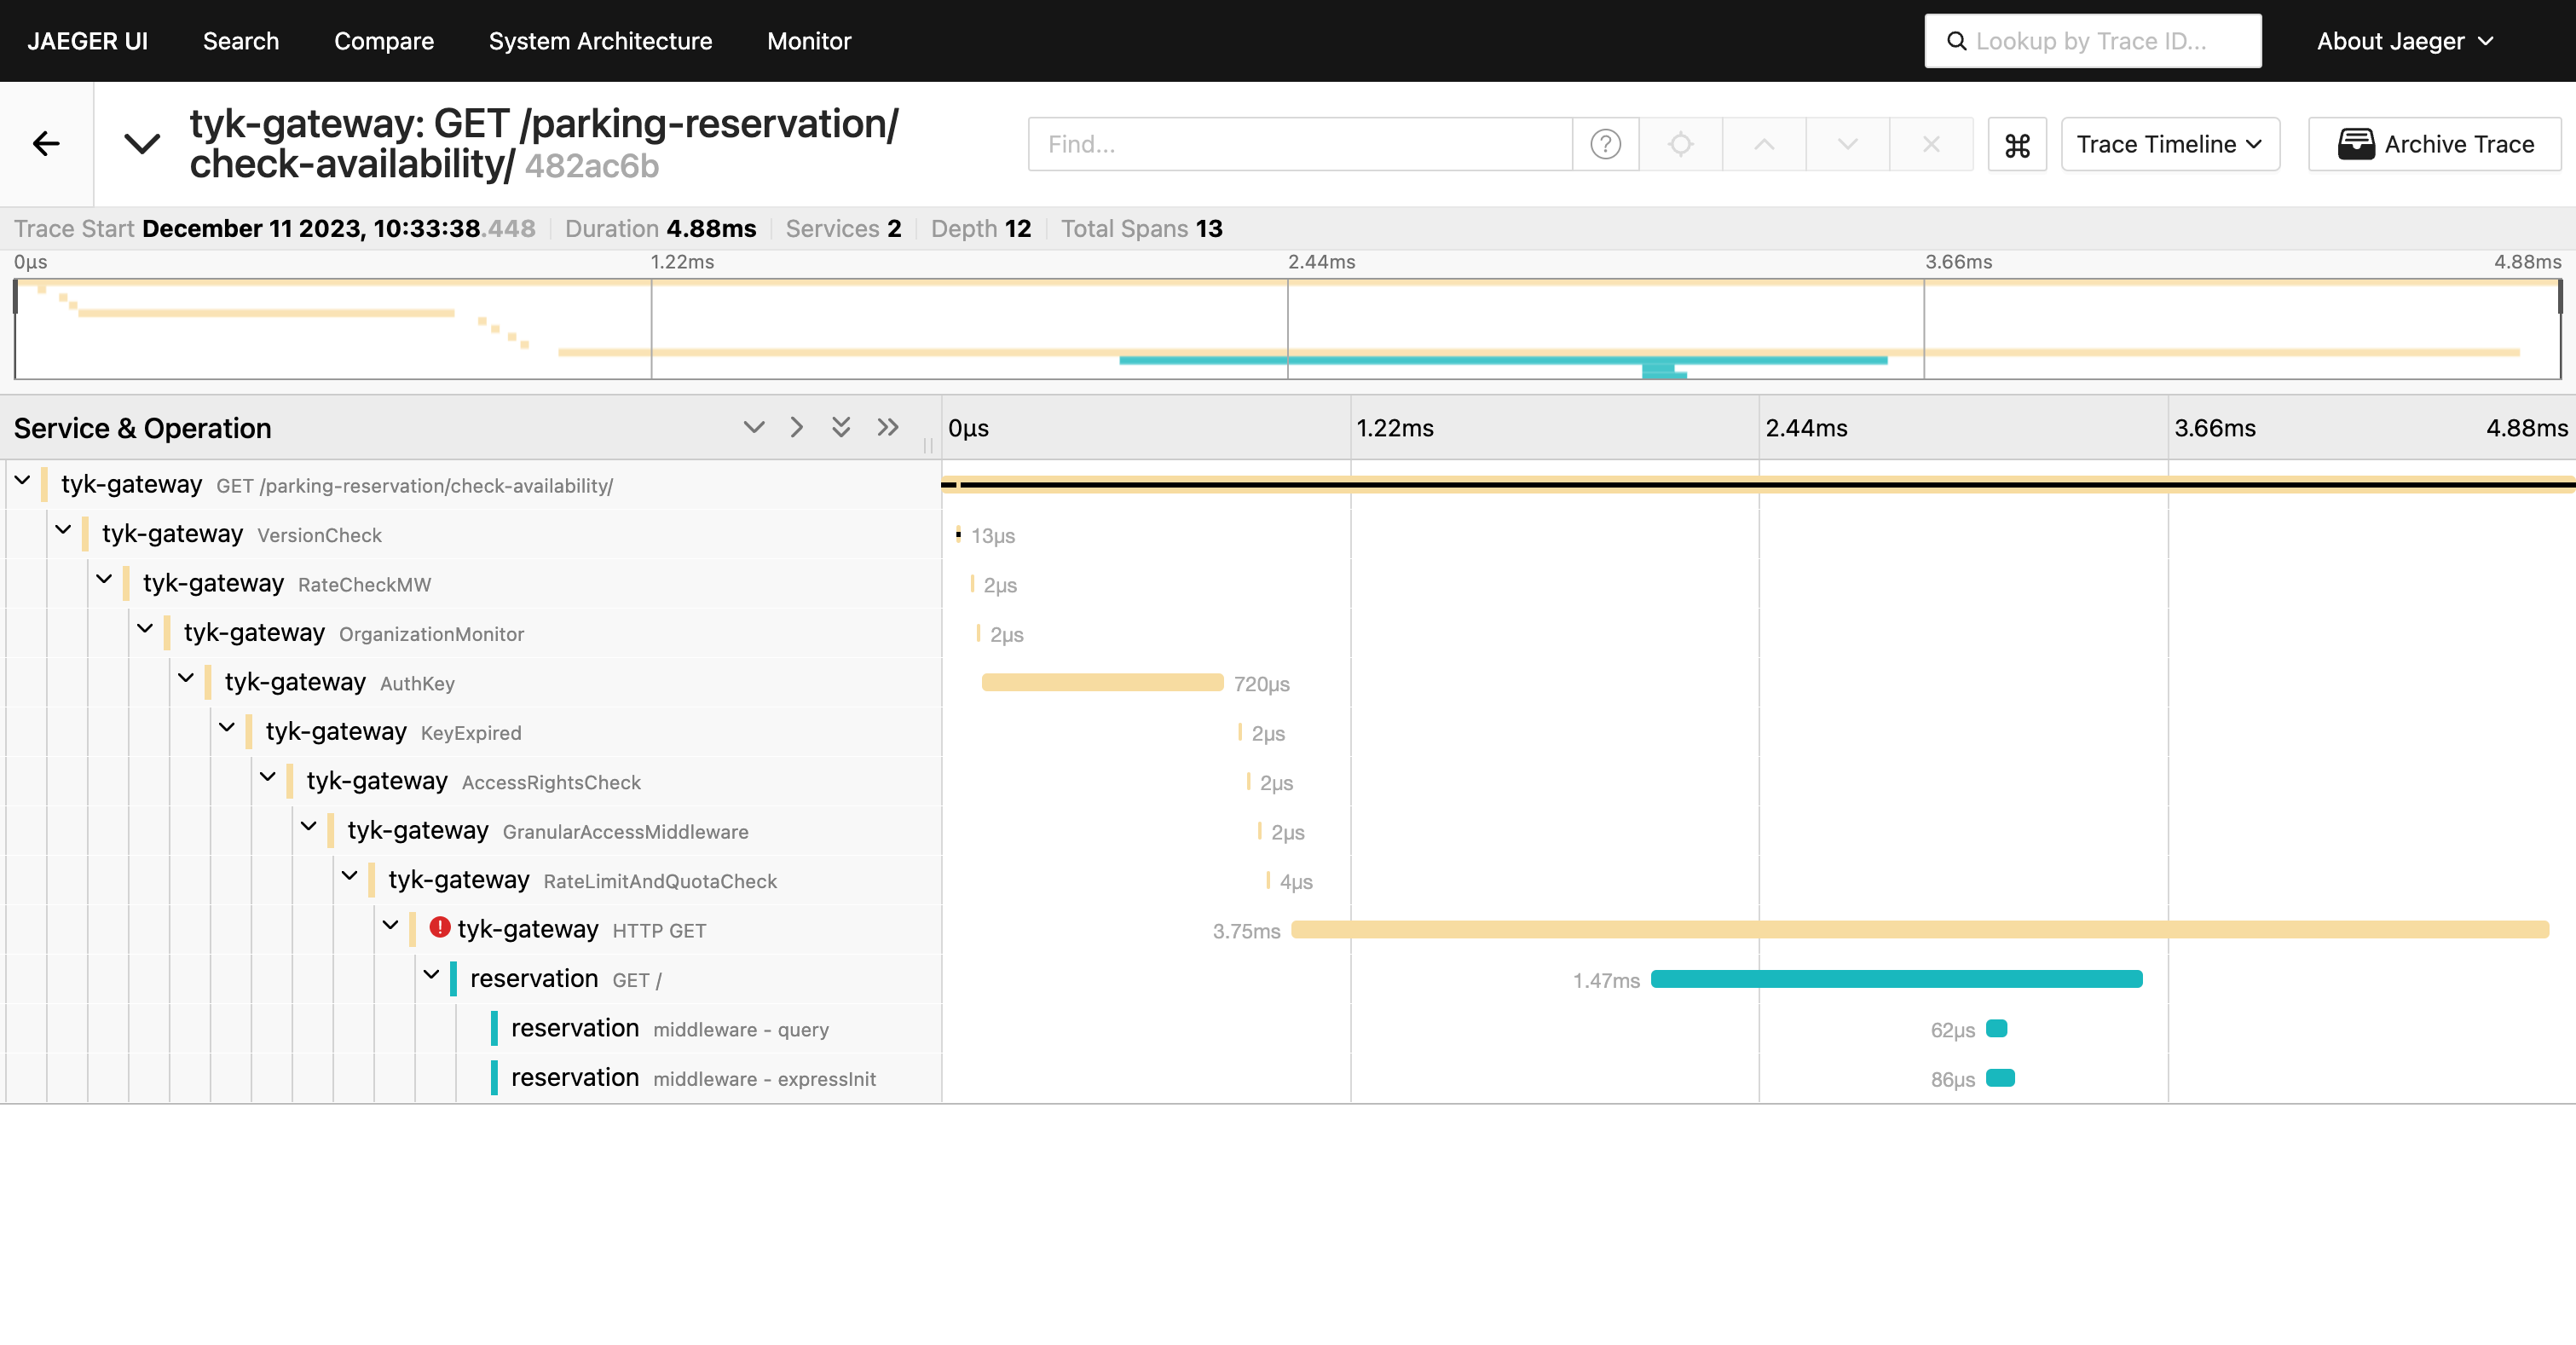 JAEGER UI Search Compare System Architecture Monitor Lookup by Trace ID... About Jaeger
tyk-gateway: GET /parking-reservation/
check-availability/ 482ac6b
Find... ? ⌘ Trace Timeline Archive Trace
Trace Start December 11 2023, 10:33:38.448 Duration 4.88ms Services 2 Depth 12 Total Spans 13
0μs 1.22ms 2.44ms 3.66ms 4.88ms
Service & Operation 0μs 1.22ms 2.44ms 3.66ms 4.88ms
tyk-gateway GET /parking-reservation/check-availability/
tyk-gateway VersionCheck 13μs
tyk-gateway RateCheckMW 2μs
tyk-gateway OrganizationMonitor 2μs
tyk-gateway AuthKey 720μs
tyk-gateway KeyExpired 2μs
tyk-gateway AccessRightsCheck 2μs
tyk-gateway GranularAccessMiddleware 2μs
tyk-gateway RateLimitAndQuotaCheck 4μs
tyk-gateway HTTP GET 3.75ms
reservation GET / 1.47ms
reservation middleware - query 62μs
reservation middleware - expressInit 86μs